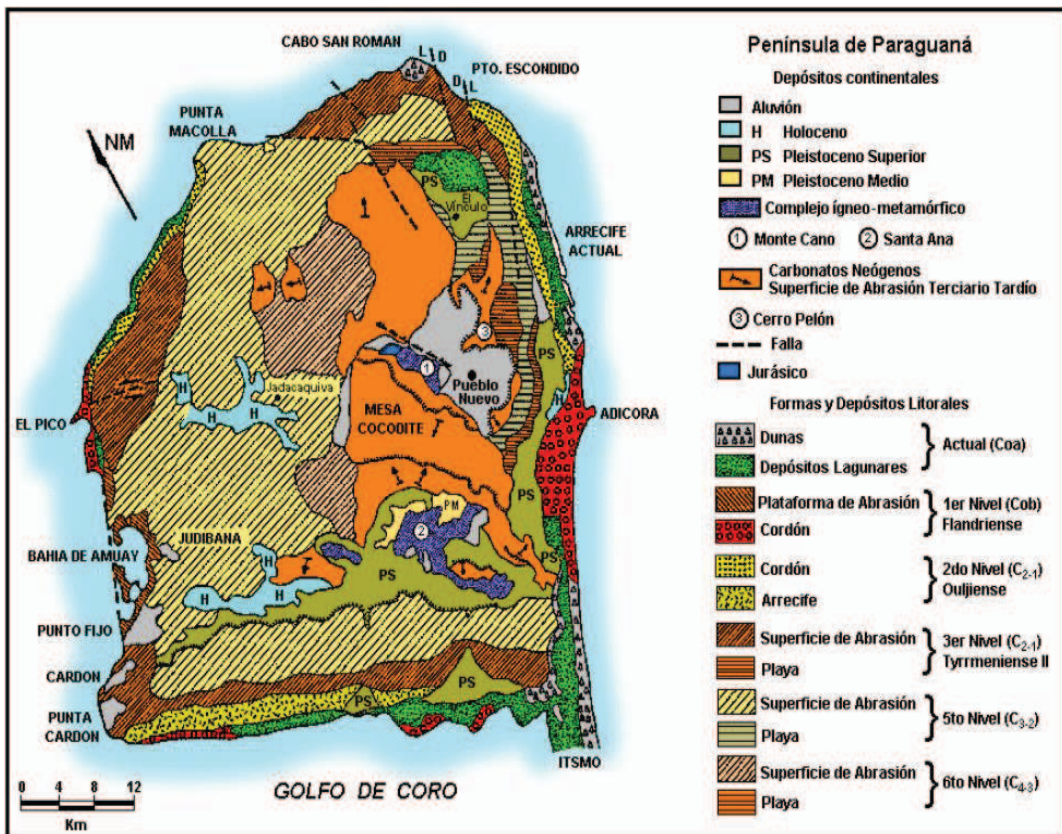 CABO SAN ROMAN
L D
D L
PTO. ESCONDIDO
PUNTA
MACOLLA
NM
PS
El
Vínculo
ARRECIFE
ACTUAL
1
3
PS
1
Pueblo
Nuevo
H
Jadacaquiva
H
H
H
EL PICO
MESA
COCODITE
ADICORA
PS
PM
2
BAHIA DE AMUAY
JUDIBANA
H
H
H
PS
PS
PUNTO FIJO
CARDON
PS
PUNTA
CARDON
PS
ITSMO
0 4 8 12
Km
GOLFO DE CORO
Península de Paraguaná
Depósitos continentales
Aluvión
H Holoceno
PS Pleistoceno Superior
PM Pleistoceno Medio
Complejo ígneo-metamórfico
1 Monte Cano 2 Santa Ana
Carbonatos Neógenos
Superficie de Abrasión Terciario Tardío
3 Cerro Pelón
Falla
Jurásico
Formas y Depósitos Litorales
Dunas
Depósitos Lagunares
Actual (Coa)
Plataforma de Abrasión
Cordón
1er Nivel (Cob)
Flandriense
Cordón
Arrecife
2do Nivel (C2-1)
Ouljiense
Superficie de Abrasión
Playa
3er Nivel (C2-1)
Tyrrmeniense II
Superficie de Abrasión
Playa
5to Nivel (C3-2)
Superficie de Abrasión
Playa
6to Nivel (C4-3)